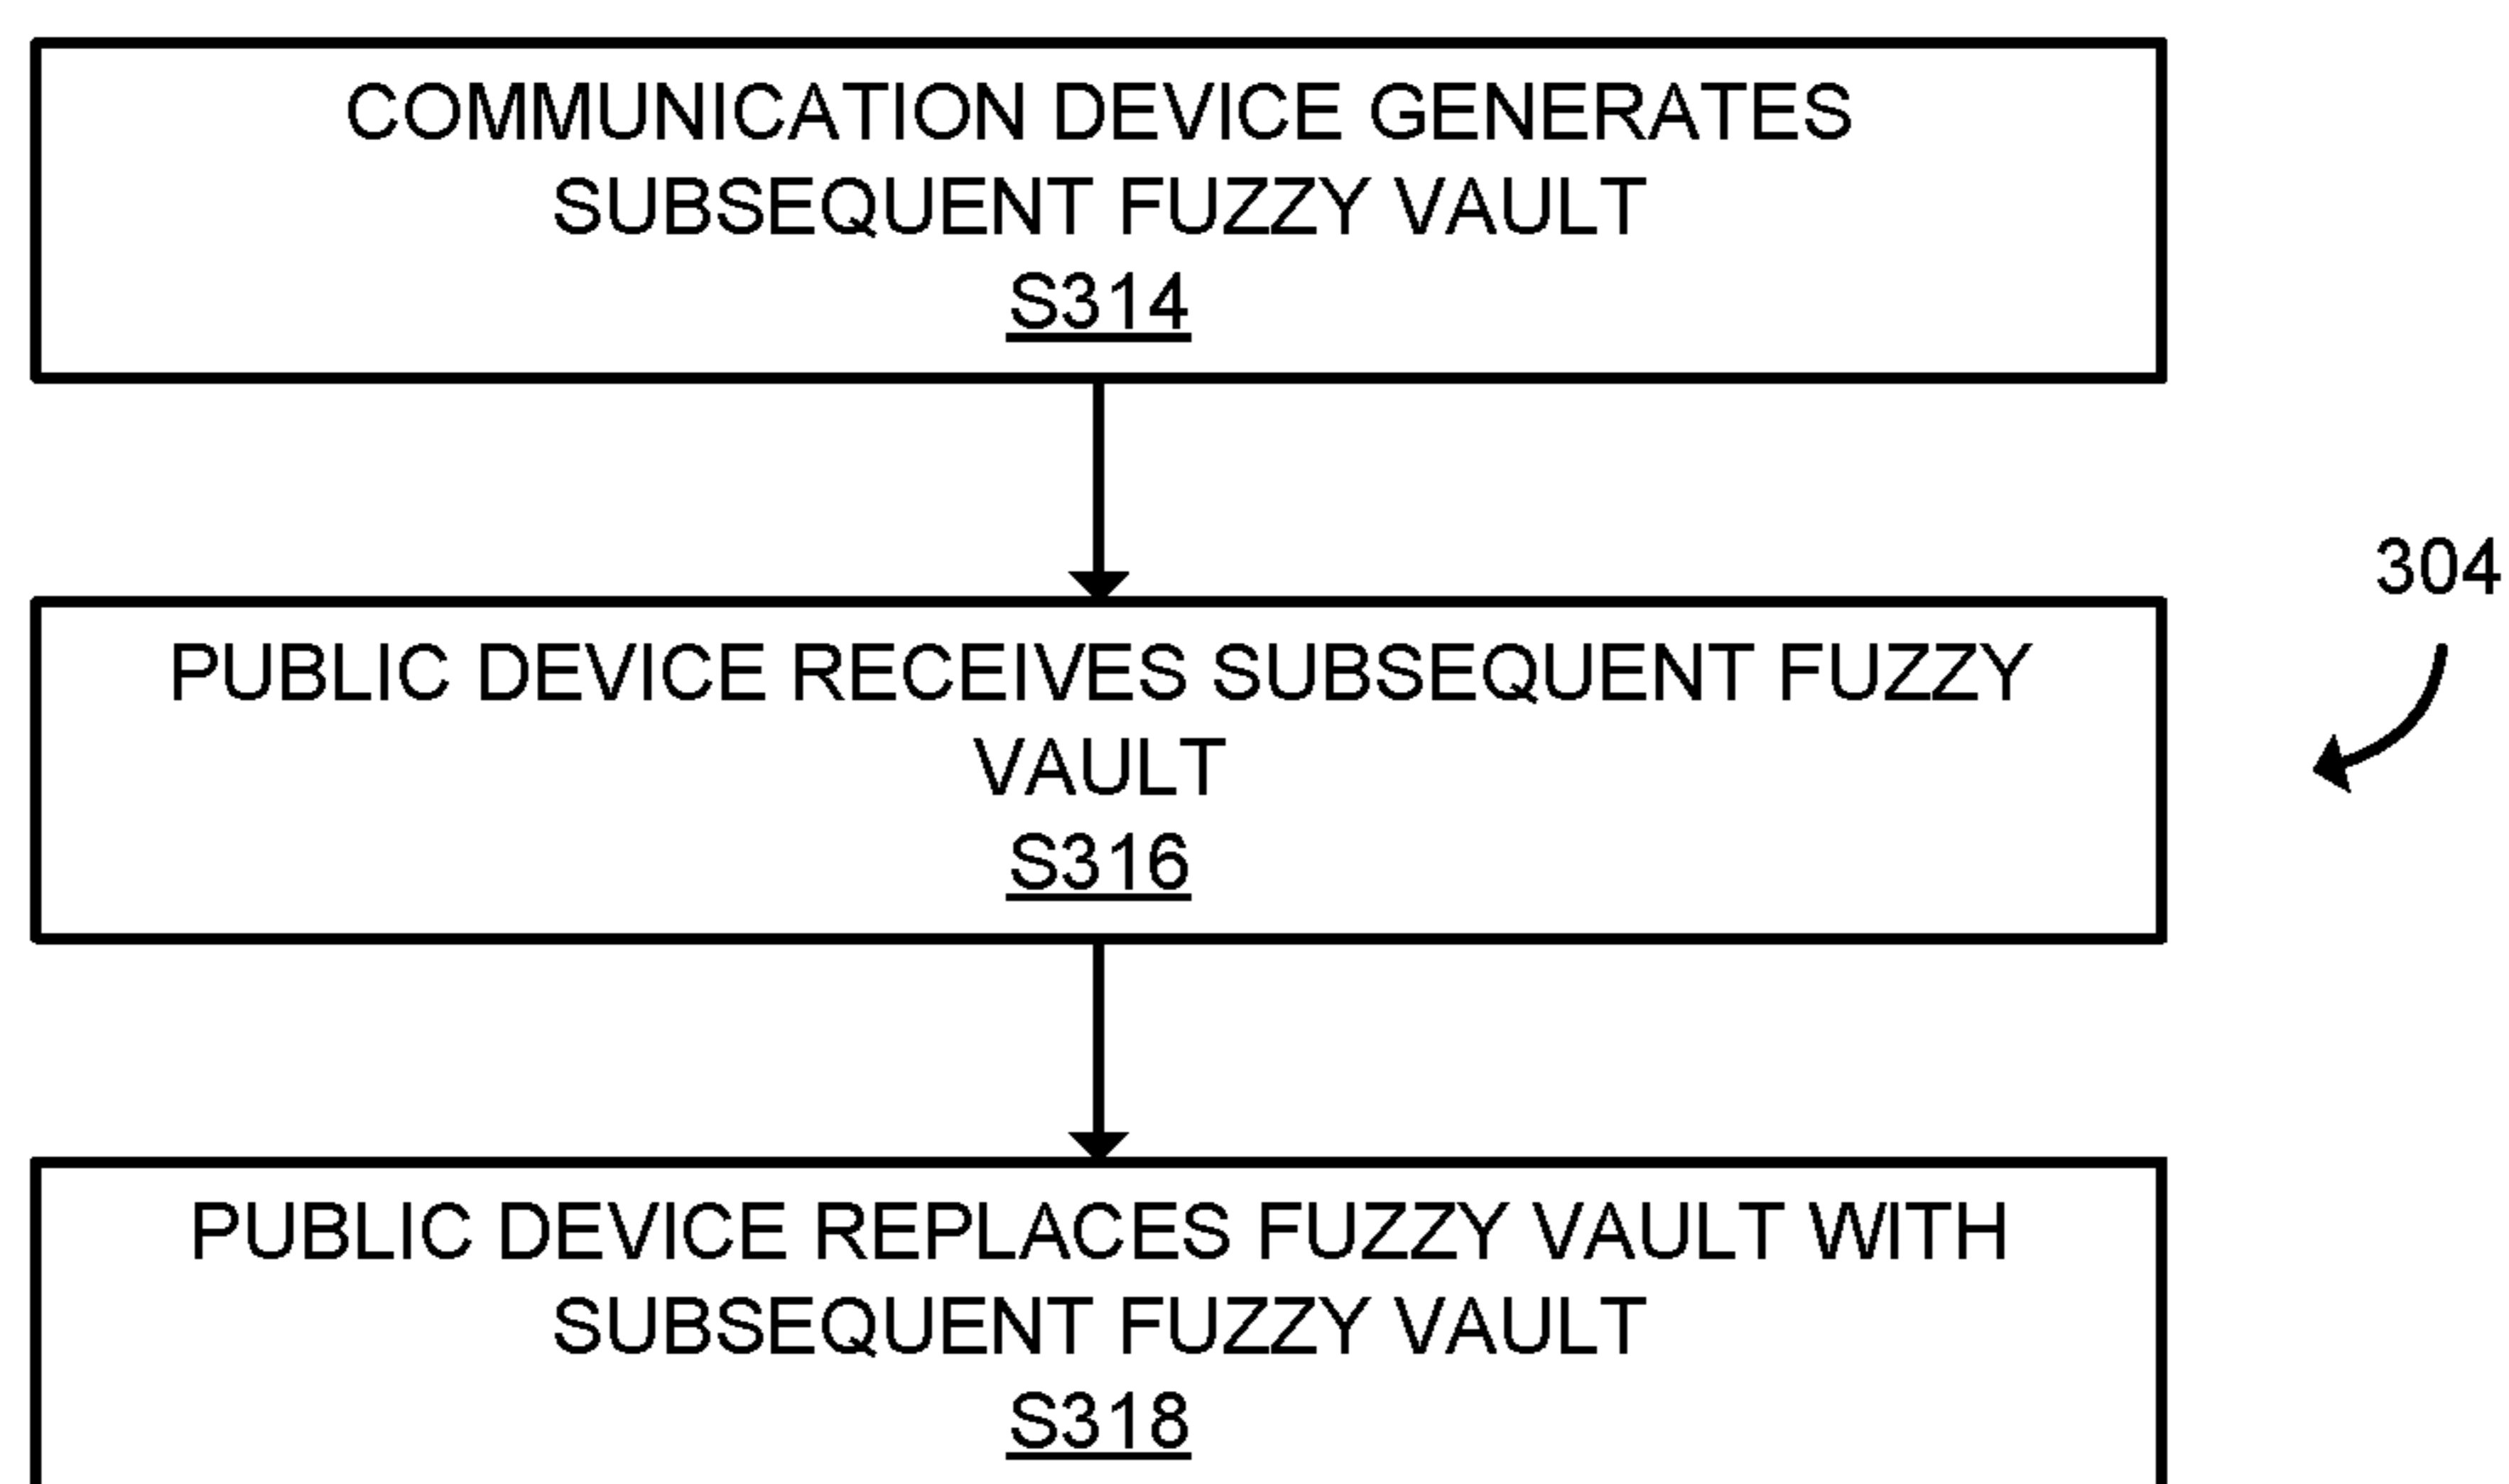 COMMUNICATION DEVICE GENERATES
SUBSEQUENT FUZZY VAULT
S314
PUBLIC DEVICE RECEIVES SUBSEQUENT FUZZY
VAULT
S316
304
PUBLIC DEVICE REPLACES FUZZY VAULT WITH
SUBSEQUENT FUZZY VAULT
S318